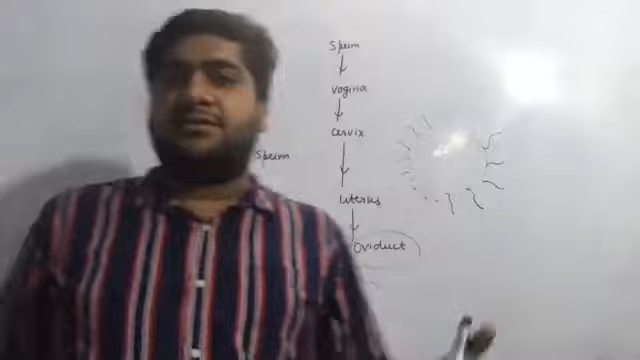 Sperm
vagina
cervix
Sperm
uterus
Oviduct